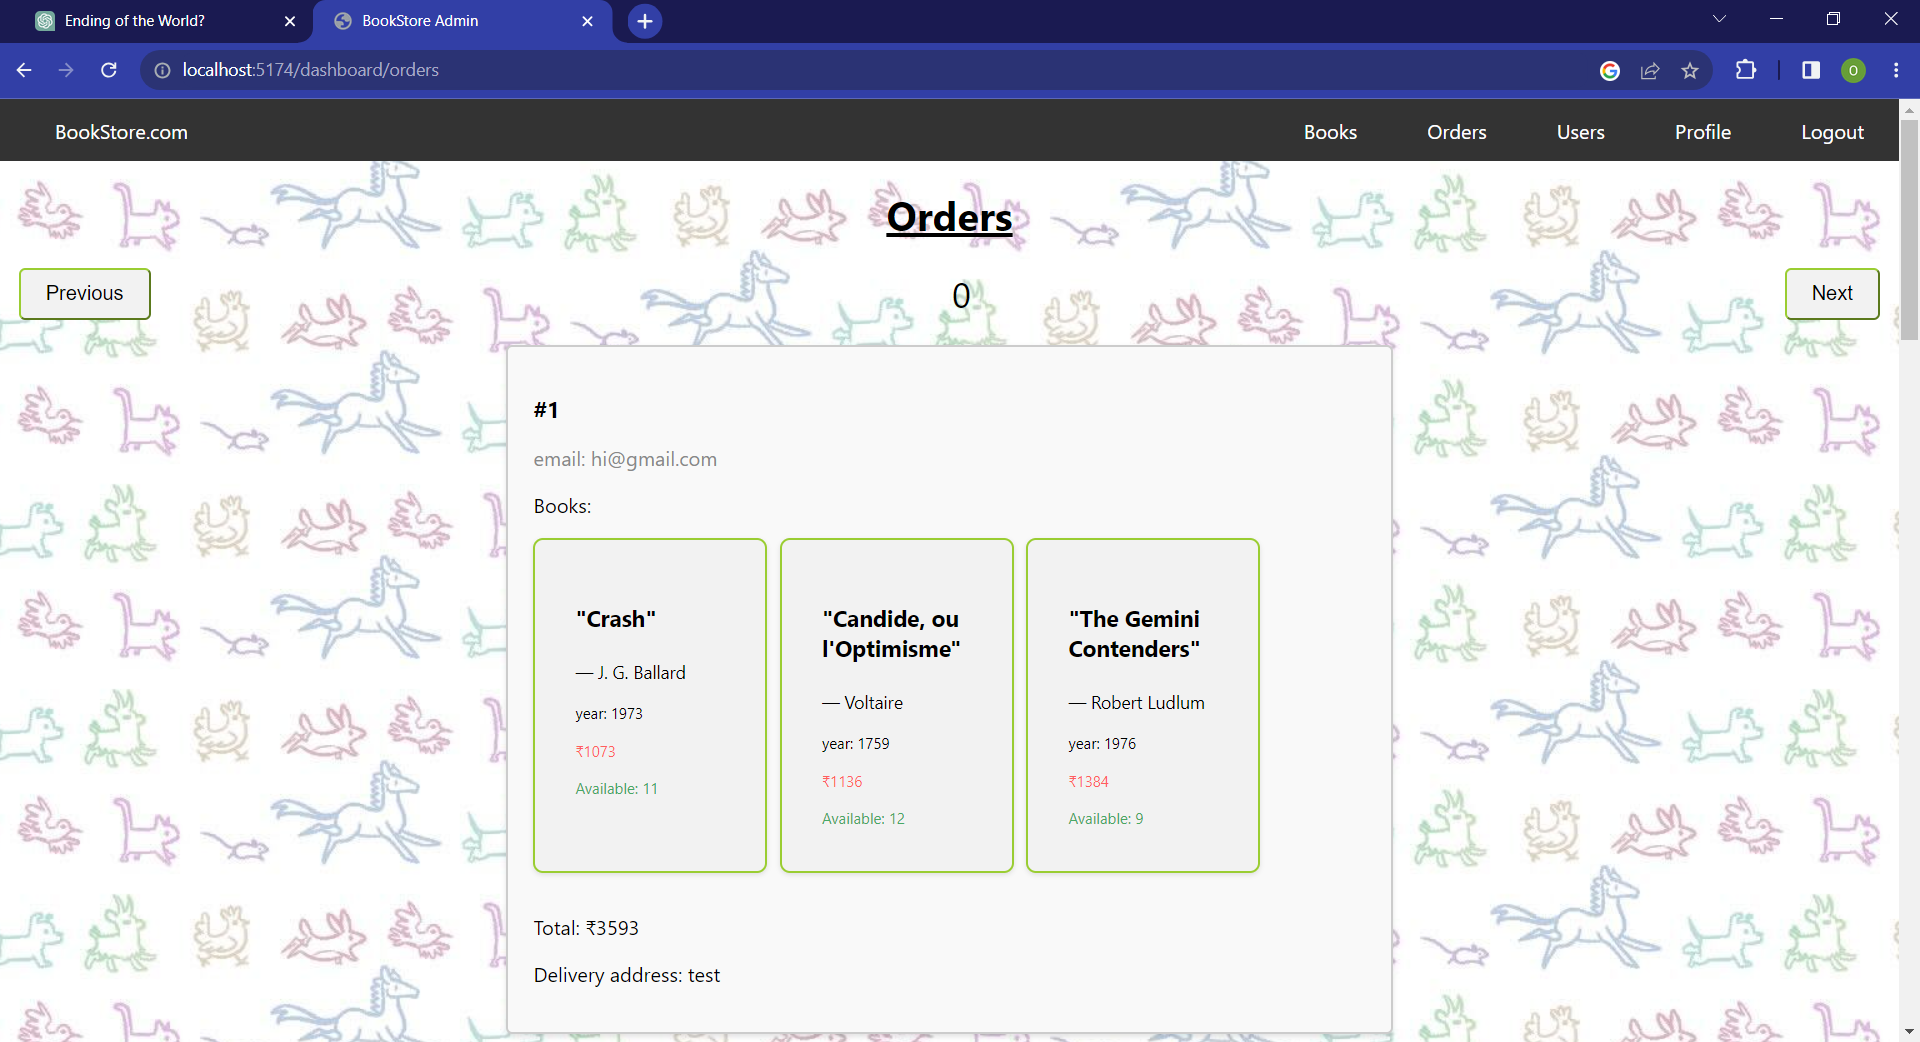 Ending of the World?
BookStore Admin
localhost:5174/dashboard/orders
O
BookStore.com
Books
Orders
Users
Profile
Logout
Orders
Previous
0
Next
#1
email: hi@gmail.com
Books:
"Crash"
— J. G. Ballard
year: 1973
₹1073
Available: 11
"Candide, ou
l'Optimisme"
— Voltaire
year: 1759
₹1136
Available: 12
"The Gemini
Contenders"
— Robert Ludlum
year: 1976
₹1384
Available: 9
Total: ₹3593
Delivery address: test